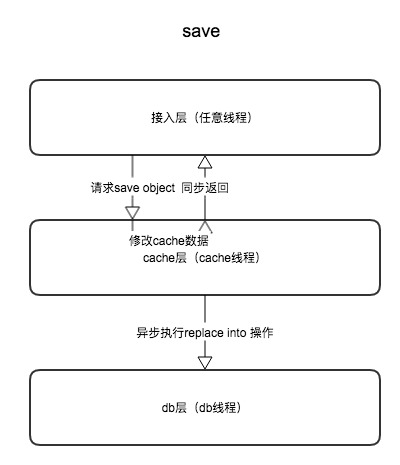 save
接入层（任意线程）
请求save object 同步返回
修改cache数据
cache层（cache线程）
异步执行replace into 操作
db层（db线程）